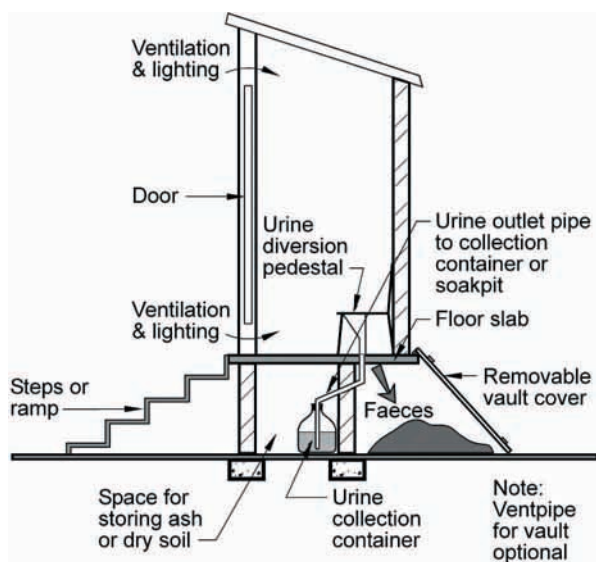 Ventilation
& lighting
Door
Urine
diversion
pedestal
Urine outlet pipe
to collection
container or
soakpit
Ventilation
& lighting
Floor slab
Steps or
ramp
Removable
vault cover
Faeces
Space for
storing ash
or dry soil
Urine
collection
container
Note:
Ventpipe
for vault
optional